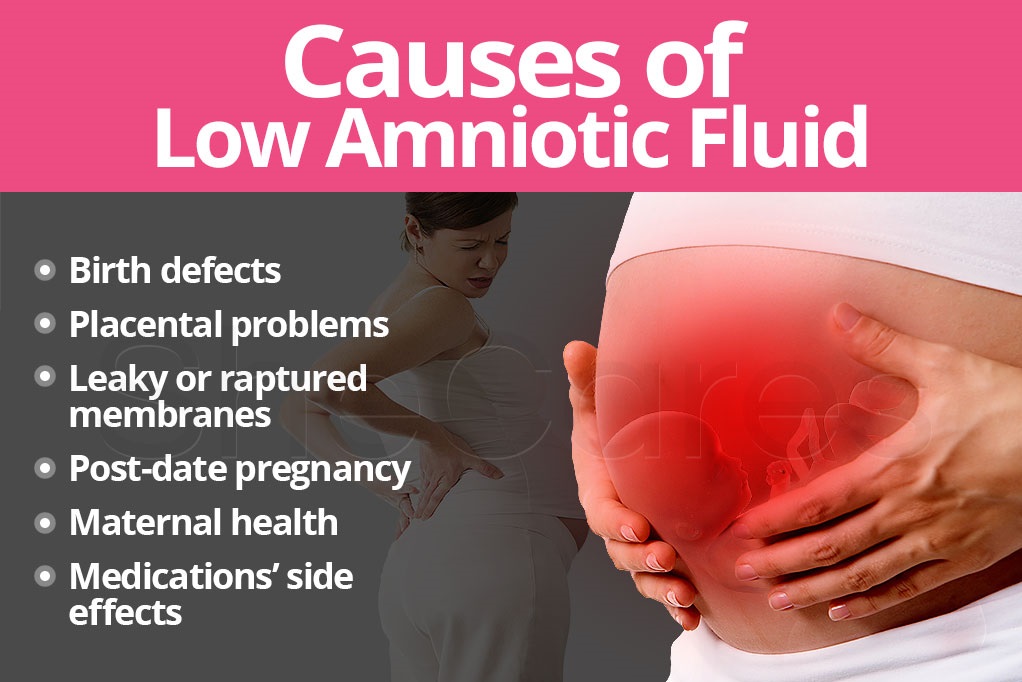 Causes of
Low Amniotic Fluid
Birth defects
Placental problems
Leaky or raptured
membranes
Post-date pregnancy
Maternal health
Medications’ side
effects
SheCares